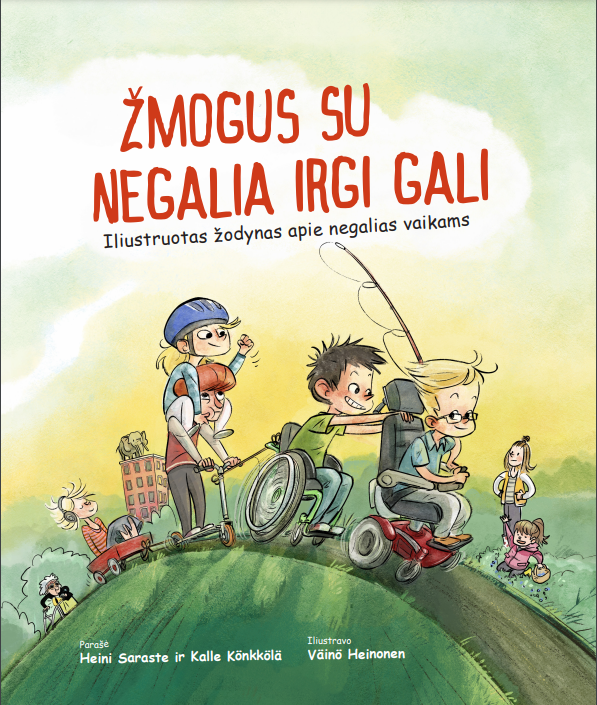 ŽMOGUS SU
NEGALIA IRGI GALI
Iliustruotas žodynas apie negalias vaikams
Parašė
Heini Saraste ir Kalle Könkkölä
Iliustravo
Väinö Heinonen